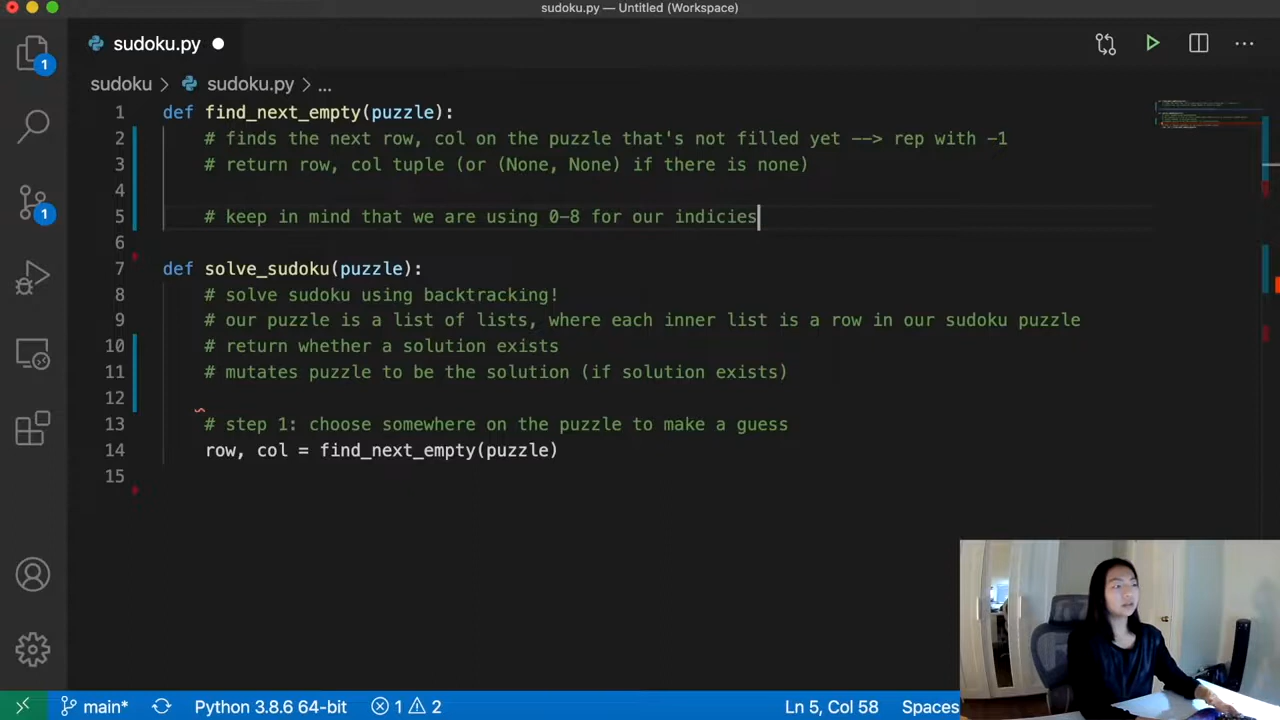 sudoku.py — Untitled (Workspace)
sudoku.py
sudoku > sudoku.py > ...
1 def find_next_empty(puzzle):
2 # finds the next row, col on the puzzle that's not filled yet --> rep with -1
3 # return row, col tuple (or (None, None) if there is none)
4
5 # keep in mind that we are using 0-8 for our indicies
6
7 def solve_sudoku(puzzle):
8 # solve sudoku using backtracking!
9 # our puzzle is a list of lists, where each inner list is a row in our sudoku puzzle
10 # return whether a solution exists
11 # mutates puzzle to be the solution (if solution exists)
12
13 # step 1: choose somewhere on the puzzle to make a guess
14 row, col = find_next_empty(puzzle)
15
1
1
main* Python 3.8.6 64-bit 1 2 Ln 5, Col 58 Spaces